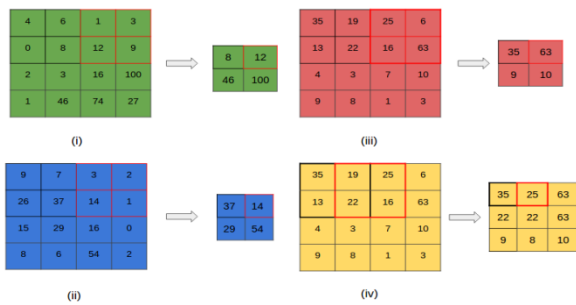 4 6 1 3
0 8 12 9
2 3 16 100
1 46 74 27
8 12
46 100
(i)
35 19 25 6
13 22 16 63
4 3 7 10
9 8 1 3
35 63
9 10
(iii)
9 7 3 2
26 37 14 1
15 29 16 0
8 6 54 2
37 14
29 54
(ii)
35 19 25 6
13 22 16 63
4 3 7 10
9 8 1 3
35 25 63
22 22 63
9 8 10
(iv)